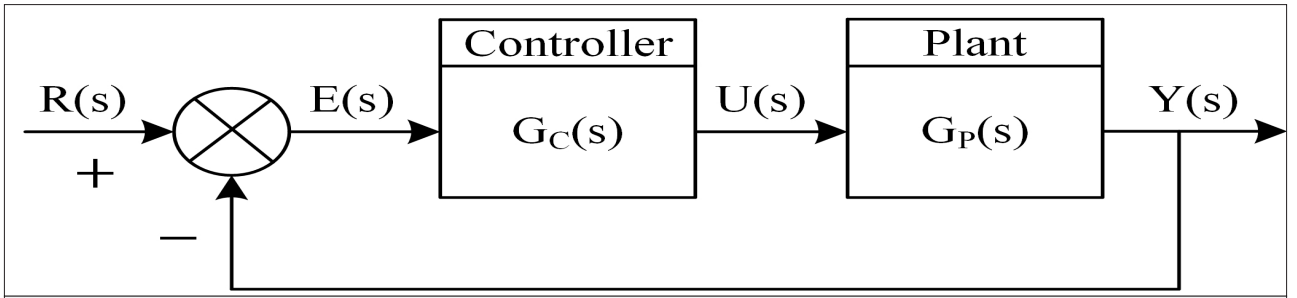 Controller
Plant
R(s)
E(s)
U(s)
Y(s)
G_C(s)
G_P(s)
+
−